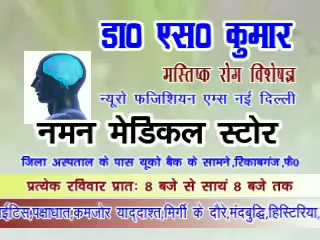 डा0 एस0 कुमार
मस्तिष्क रोग विशेषज्ञ
न्यूरो फजिशियन एम्स नई दिल्ली
नमन मेडिकल स्टोर
जिला अस्पताल के पास यूको बैंक के सामने,रिकाबगंज,फै0
प्रत्येक रविवार प्रातः 8 बजे से सायं 8 बजे तक
पक्षाघात,कमजोर याद्दाश्त,मिर्गी के दौरे,मंदबुद्धि,हिस्टिरिया,